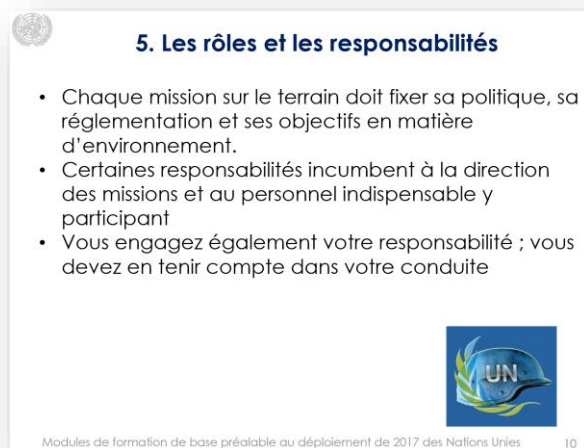 5. Les rôles et les responsabilités
• Chaque mission sur le terrain doit fixer sa politique, sa
réglementation et ses objectifs en matière
d'environnement.
• Certaines responsabilités incombent à la direction
des missions et au personnel indispensable y
participant
• Vous engagez également votre responsabilité ; vous
devez en tenir compte dans votre conduite
UN
Modules de formation de base préalable au déploiement de 2017 des Nations Unies 10